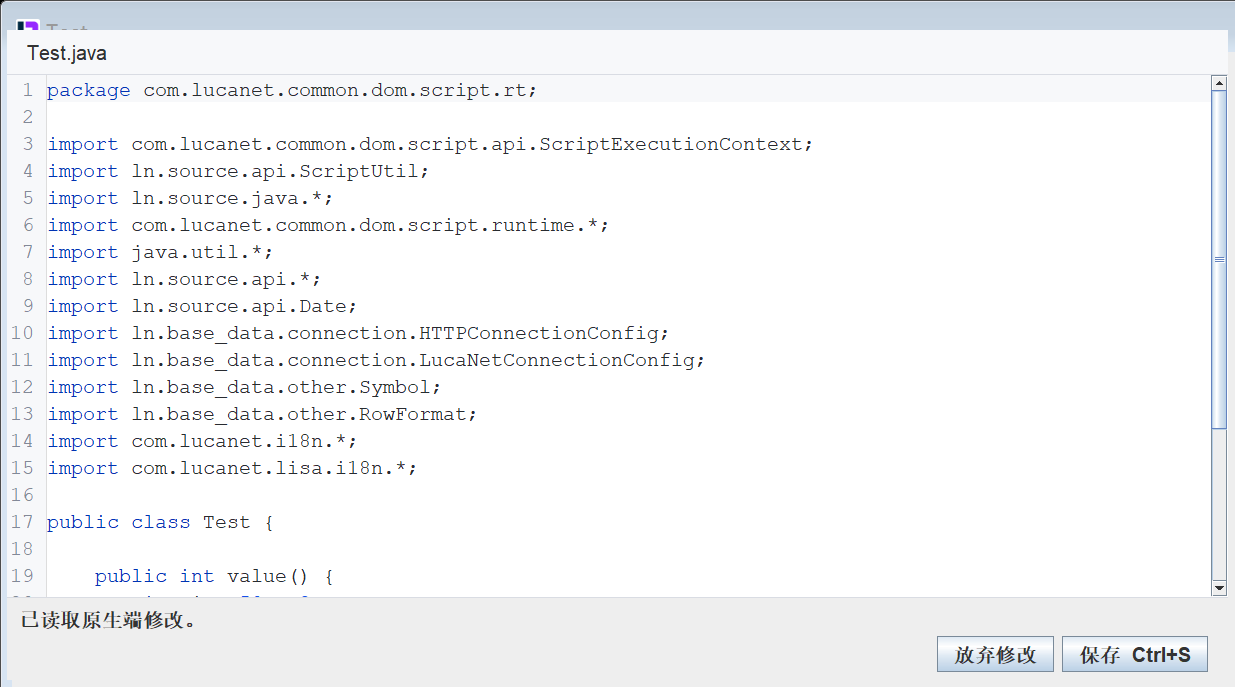 Test
Test.java
1 package com.lucanet.common.dom.script.rt;
2
3 import com.lucanet.common.dom.script.api.ScriptExecutionContext;
4 import ln.source.api.ScriptUtil;
5 import ln.source.java.*;
6 import com.lucanet.common.dom.script.runtime.*;
7 import java.util.*;
8 import ln.source.api.*;
9 import ln.source.api.Date;
10 import ln.base_data.connection.HTTPConnectionConfig;
11 import ln.base_data.connection.LucaNetConnectionConfig;
12 import ln.base_data.other.Symbol;
13 import ln.base_data.other.RowFormat;
14 import com.lucanet.i18n.*;
15 import com.lucanet.lisa.i18n.*;
16
17 public class Test {
18
19     public int value() {
已读取原生端修改。
放弃修改 保存 Ctrl+S